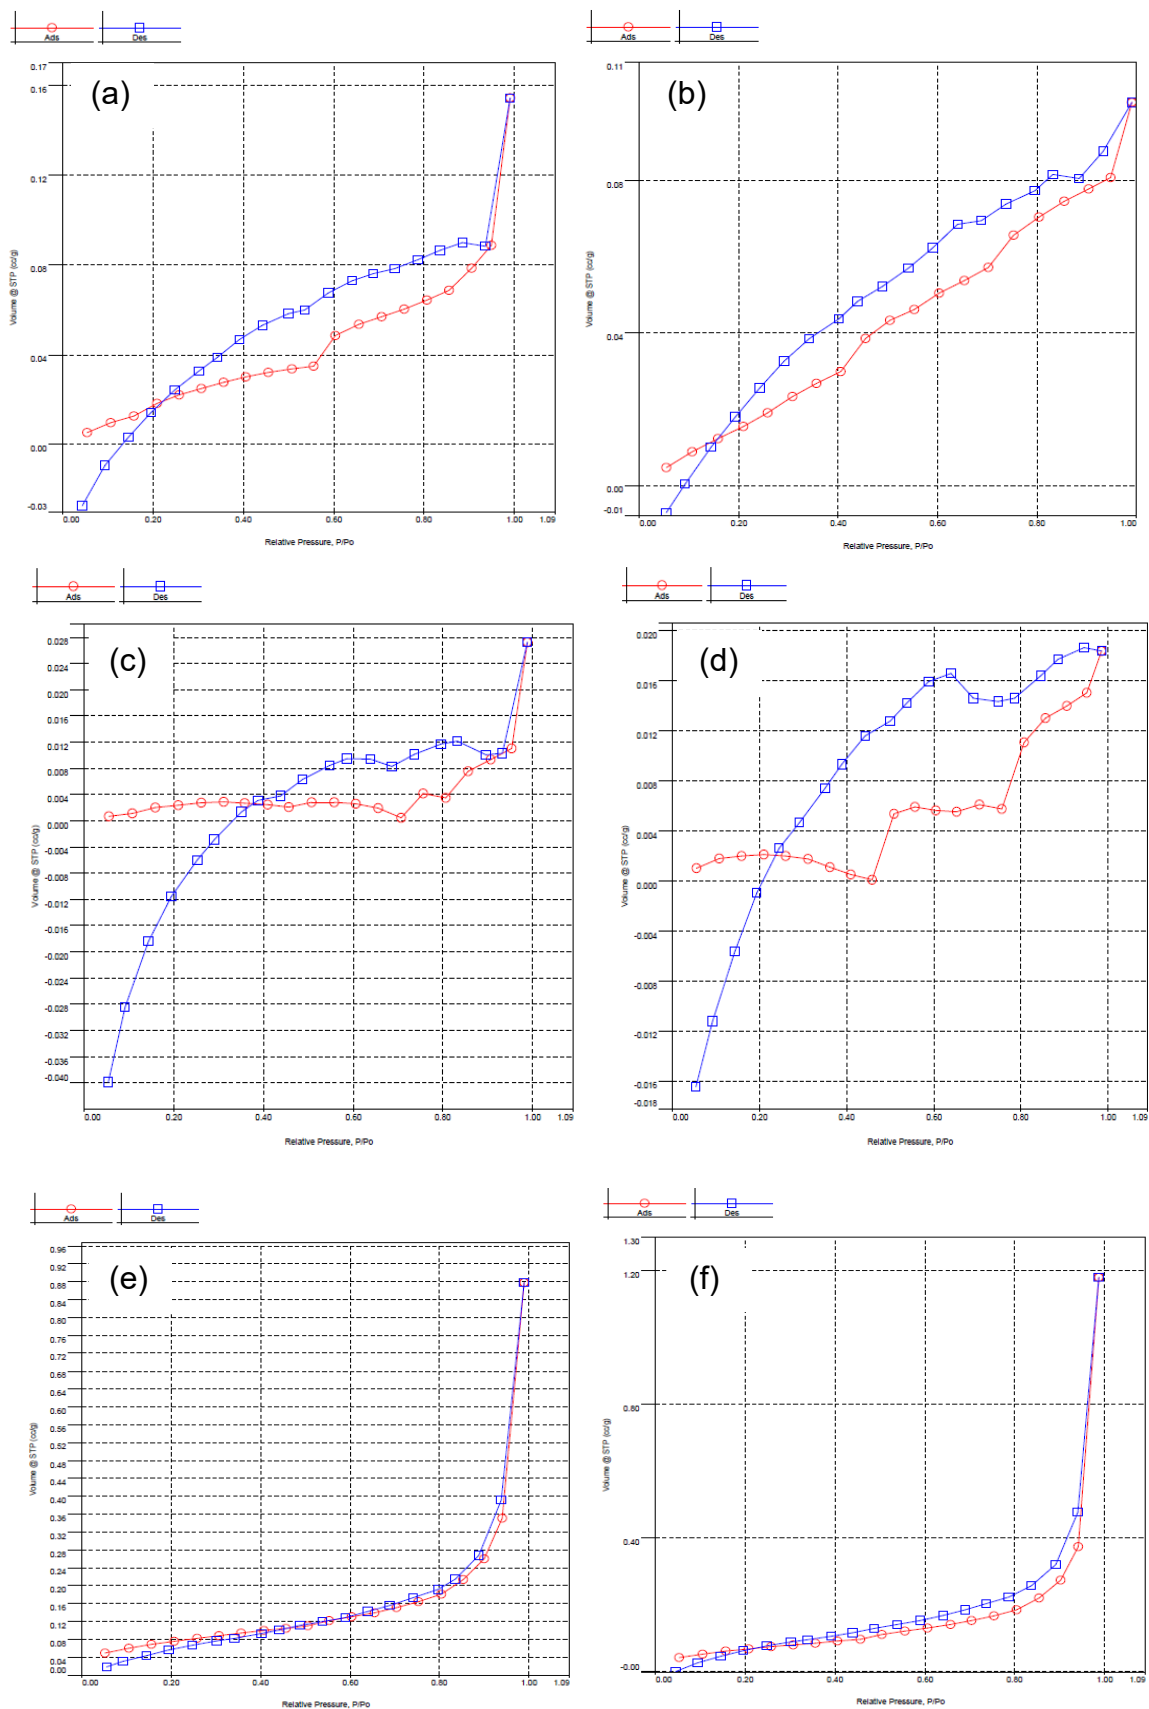 Ads Des
(a)
0.17
0.16
0.12
0.08
0.04
0.00
-0.03
Volume @ STP (cc/g)
0.00 0.20 0.40 0.60 0.80 1.00 1.09
Relative Pressure, P/Po
Ads Des
(b)
0.11
0.08
0.04
0.00
-0.01
Volume @ STP (cc/g)
0.00 0.20 0.40 0.60 0.80 1.00
Relative Pressure, P/Po
Ads Des
(c)
0.028
0.024
0.020
0.016
0.012
0.008
0.004
0.000
-0.004
-0.008
-0.012
-0.016
-0.020
-0.024
-0.028
-0.032
-0.036
-0.040
Volume @ STP (cc/g)
0.00 0.20 0.40 0.60 0.80 1.00 1.09
Relative Pressure, P/Po
Ads Des
(d)
0.020
0.016
0.012
0.008
0.004
0.000
-0.004
-0.008
-0.012
-0.016
-0.018
Volume @ STP (cc/g)
0.00 0.20 0.40 0.60 0.80 1.00 1.09
Relative Pressure, P/Po
Ads Des
(e)
0.96
0.92
0.88
0.84
0.80
0.76
0.72
0.68
0.64
0.60
0.56
0.52
0.48
0.44
0.40
0.36
0.32
0.28
0.24
0.20
0.16
0.12
0.08
0.04
0.00
Volume @ STP (cc/g)
0.00 0.20 0.40 0.60 0.80 1.00 1.09
Relative Pressure, P/Po
Ads Des
(f)
1.30
1.20
0.80
0.40
-0.00
Volume @ STP (cc/g)
0.00 0.20 0.40 0.60 0.80 1.00 1.09
Relative Pressure, P/Po